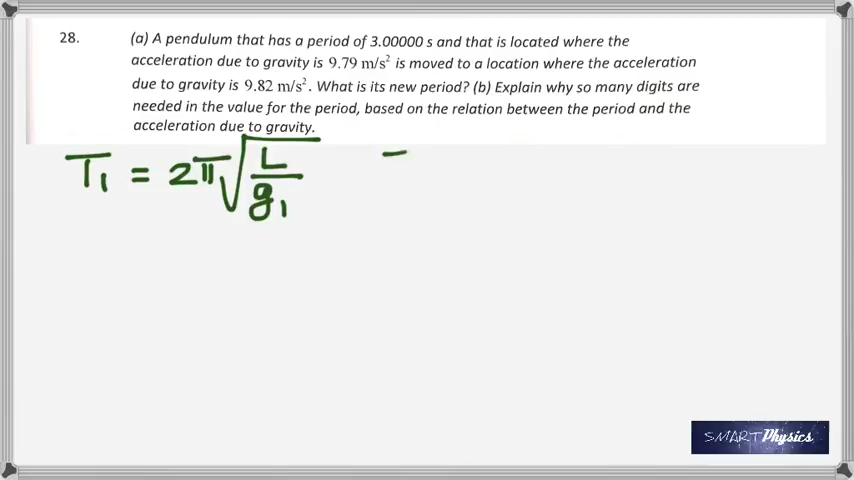 28. (a) A pendulum that has a period of 3.00000 s and that is located where the
acceleration due to gravity is 9.79 m/s² is moved to a location where the acceleration
due to gravity is 9.82 m/s². What is its new period? (b) Explain why so many digits are
needed in the value for the period, based on the relation between the period and the
acceleration due to gravity.
T₁ = 2π√(L/g₁)
SMART Physics